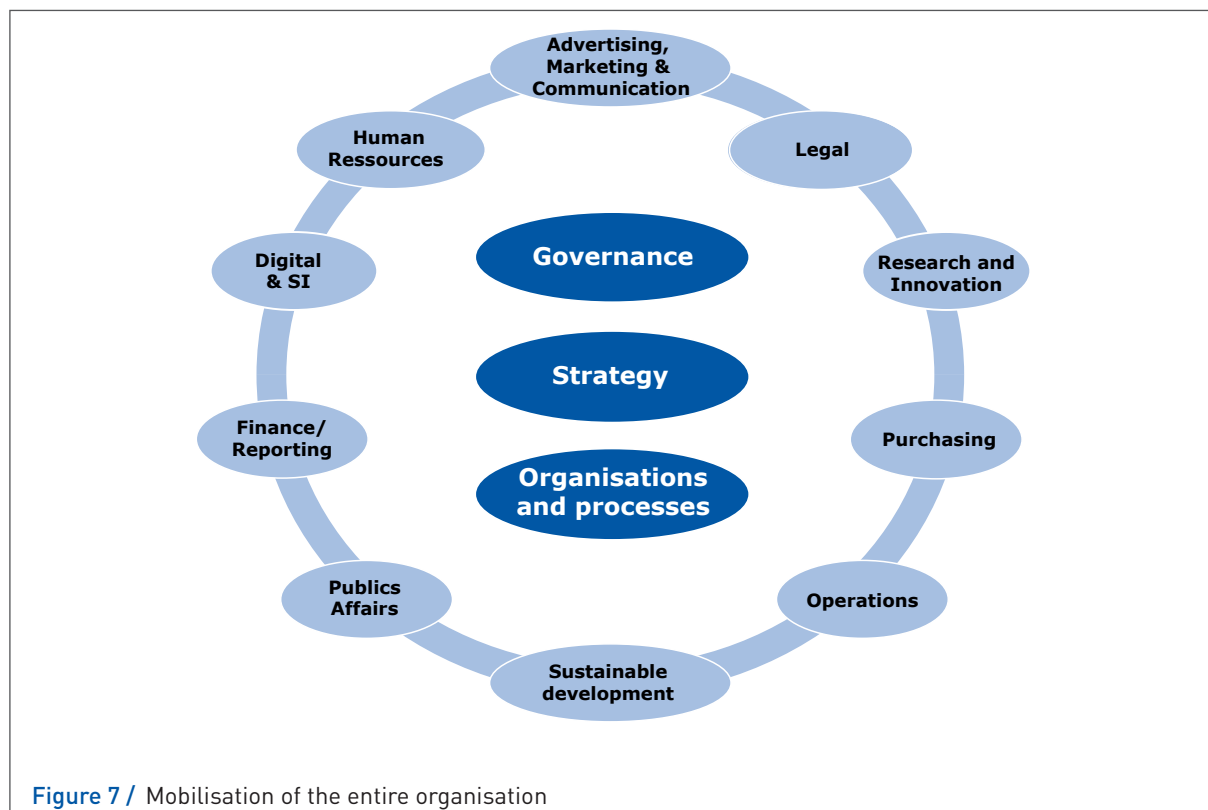 Advertising,
Marketing &
Communication
Human
Ressources
Legal
Governance
Digital
& SI
Research and
Innovation
Strategy
Finance/
Reporting
Purchasing
Organisations
and processes
Publics
Affairs
Operations
Sustainable
development
Figure 7 / Mobilisation of the entire organisation